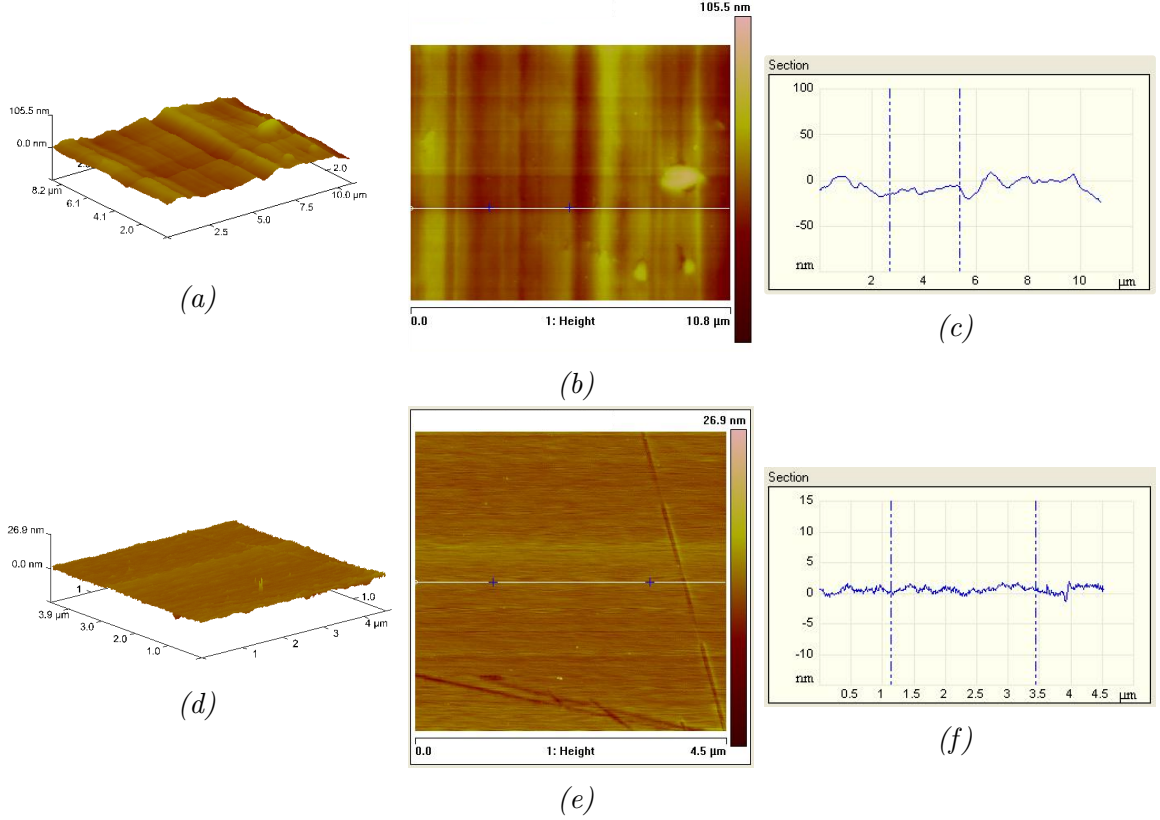 105.5 nm
0.0 nm
2.0
8.2 µm
6.1
4.1
2.0
2.5
5.0
7.5
10.0 µm
2.0
(a)
105.5 nm
0.0
1: Height
10.8 µm
(b)
Section
100
50
0
-50
nm
2
4
6
8
10
µm
(c)
26.9 nm
0.0 nm
1
3.9 µm
3.0
2.0
1.0
1
2
3
4 µm
1.0
(d)
26.9 nm
0.0
1: Height
4.5 µm
(e)
Section
15
10
5
0
-5
-10
nm
0.5
1
1.5
2
2.5
3
3.5
4
4.5
µm
(f)